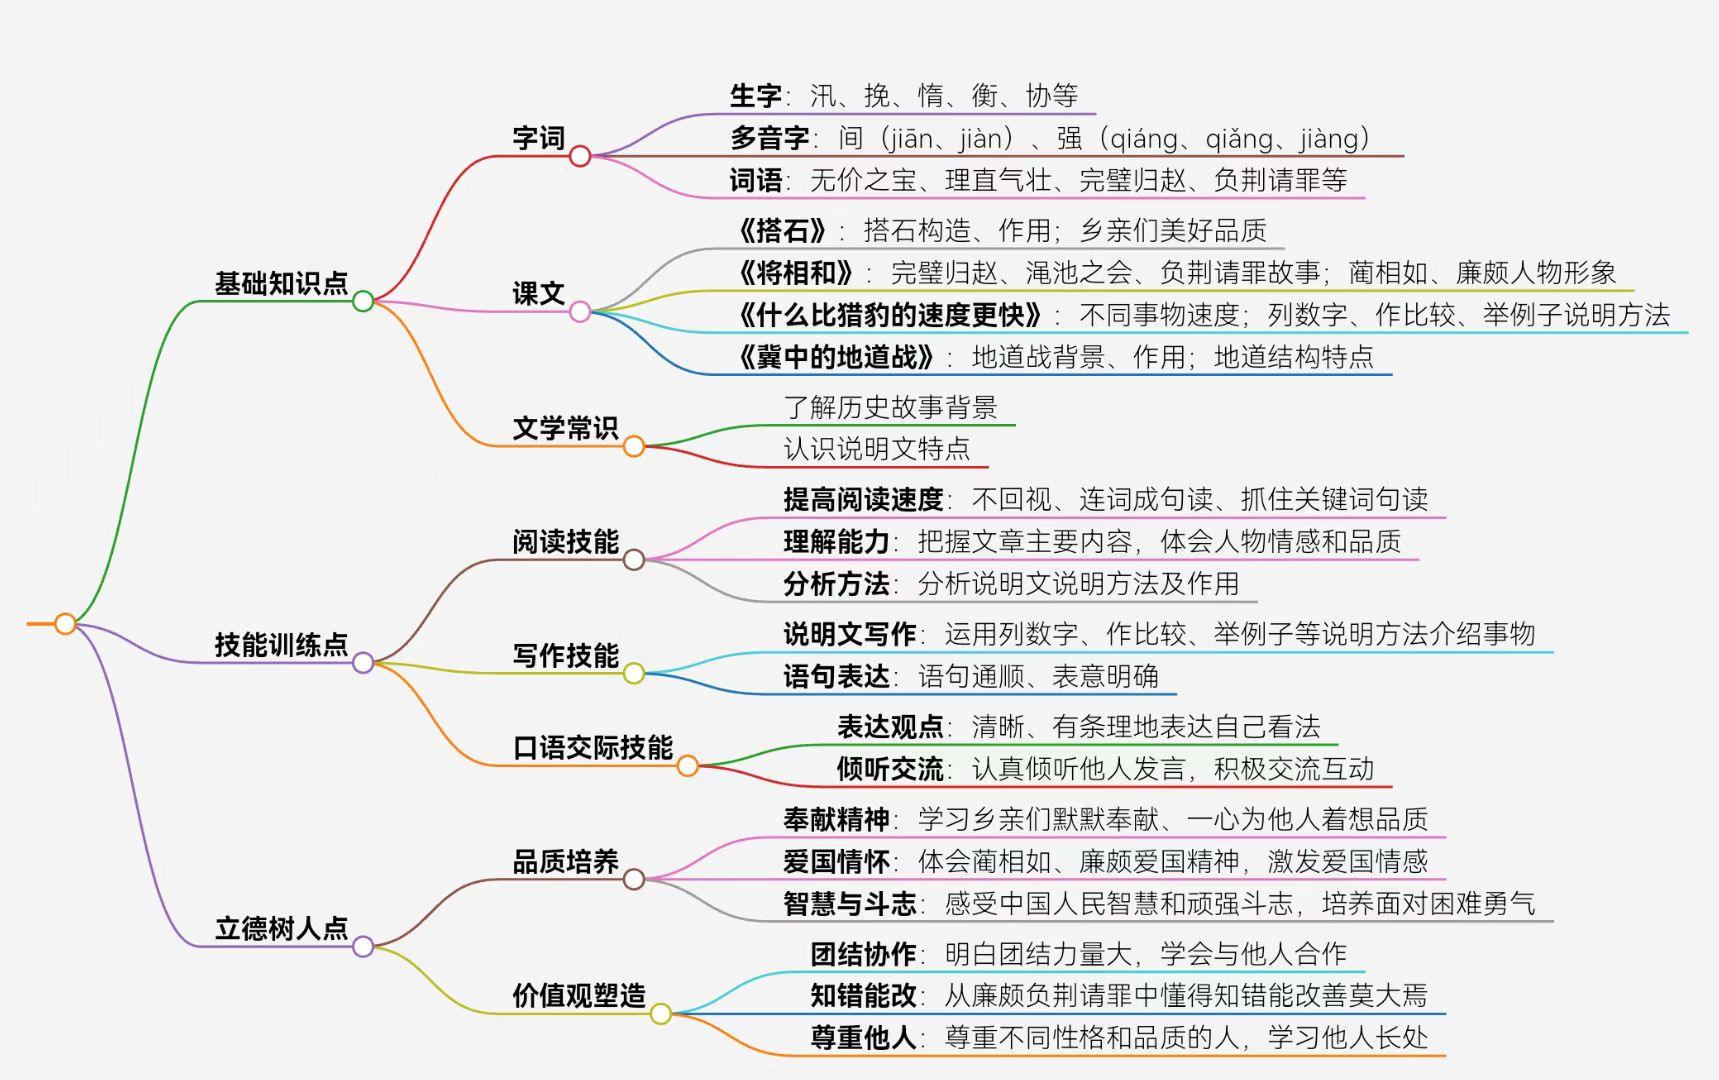 基础知识点
字词
生字：汛、挽、惰、衡、协等
多音字：间（jiān、jiàn）、强（qiáng、qiǎng、jiàng）
词语：无价之宝、理直气壮、完璧归赵、负荆请罪等
课文
《搭石》：搭石构造、作用；乡亲们美好品质
《将相和》：完璧归赵、渑池之会、负荆请罪故事；蔺相如、廉颇人物形象
《什么比猎豹的速度更快》：不同事物速度；列数字、作比较、举例子说明方法
《冀中的地道战》：地道战背景、作用；地道结构特点
文学常识
了解历史故事背景
认识说明文特点
技能训练点
阅读技能
提高阅读速度：不回视、连词成句读、抓住关键词句读
理解能力：把握文章主要内容，体会人物情感和品质
分析方法：分析说明文说明方法及作用
写作技能
说明文写作：运用列数字、作比较、举例子等说明方法介绍事物
语句表达：语句通顺、表意明确
口语交际技能
表达观点：清晰、有条理地表达自己看法
倾听交流：认真倾听他人发言，积极交流互动
立德树人点
品质培养
奉献精神：学习乡亲们默默奉献、一心为他人着想品质
爱国情怀：体会蔺相如、廉颇爱国精神，激发爱国情感
智慧与斗志：感受中国人民智慧和顽强斗志，培养面对困难勇气
价值观塑造
团结协作：明白团结力量大，学会与他人合作
知错能改：从廉颇负荆请罪中懂得知错能改善莫大焉
尊重他人：尊重不同性格和品质的人，学习他人长处